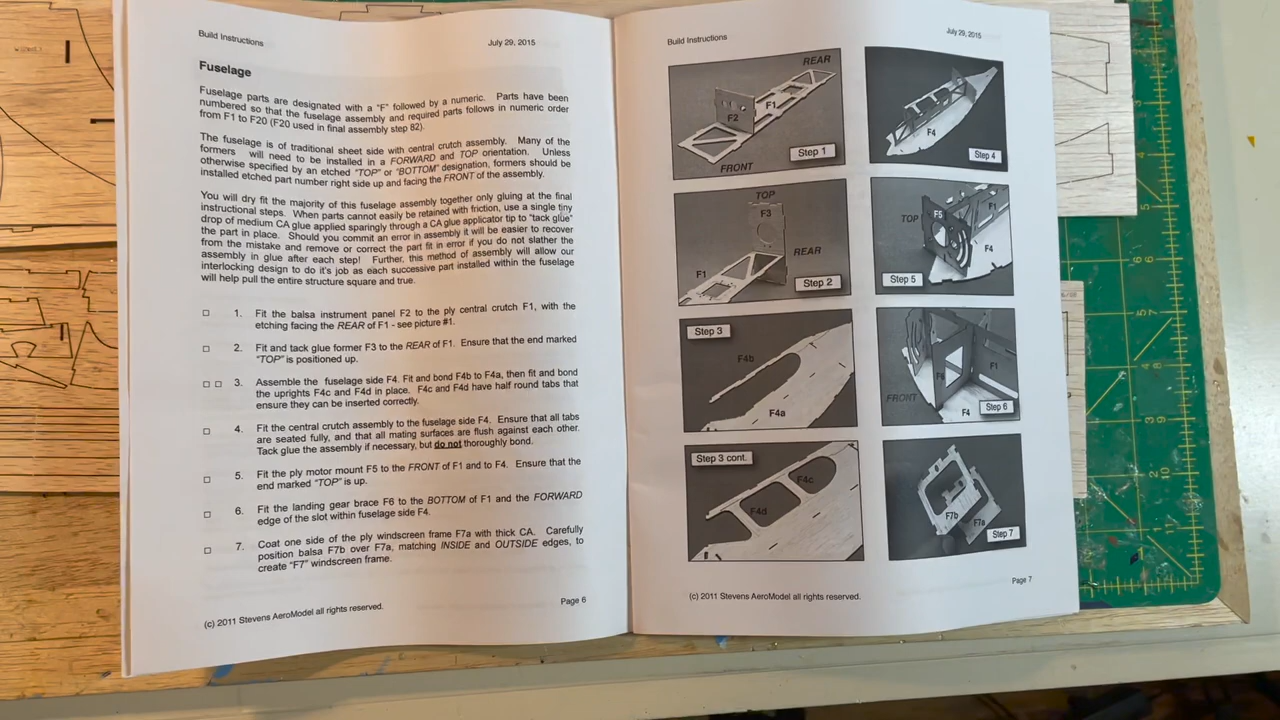 Build Instructions
July 29, 2015
Fuselage
Fuselage parts are designated with a "F" followed by a numeric. Parts have been
numbered so that the fuselage assembly and required parts follows in numeric order
from F1 to F20 (F20 used in final assembly step 82).
The fuselage is of traditional sheet side with central crutch assembly. Many of the
formers will need to be installed in a FORWARD and TOP orientation. Unless
otherwise specified by an etched "TOP" or "BOTTOM" designation, formers should be
installed etched part number right side up and facing the FRONT of the assembly.
You will dry fit the majority of this fuselage assembly together only gluing at the final
instructional steps. When parts cannot easily be retained with friction, use a single tiny
drop of medium CA glue applied sparingly through a CA glue applicator tip to "tack glue"
the part in place. Should you commit an error in assembly it will be easier to recover
from the mistake and remove or correct the part fit in error if you do not slather the
assembly in glue after each step! Further, this method of assembly will allow our
interlocking design to do it's job as each successive part installed within the fuselage
will help pull the entire structure square and true.
1. Fit the balsa instrument panel F2 to the ply central crutch F1, with the
etching facing the REAR of F1 - see picture #1.
2. Fit and tack glue former F3 to the REAR of F1. Ensure that the end marked
"TOP" is positioned up.
3. Assemble the fuselage side F4. Fit and bond F4b to F4a, then fit and bond
the uprights F4c and F4d in place. F4c and F4d have half round tabs that
ensure they can be inserted correctly.
4. Fit the central crutch assembly to the fuselage side F4. Ensure that all tabs
are seated fully, and that all mating surfaces are flush against each other.
Tack glue the assembly if necessary, but do not thoroughly bond.
5. Fit the ply motor mount F5 to the FRONT of F1 and to F4. Ensure that the
end marked "TOP" is up.
6. Fit the landing gear brace F6 to the BOTTOM of F1 and the FORWARD
edge of the slot within fuselage side F4.
7. Coat one side of the ply windscreen frame F7a with thick CA. Carefully
position balsa F7b over F7a, matching INSIDE and OUTSIDE edges, to
create "F7" windscreen frame.
(c) 2011 Stevens AeroModel all rights reserved.
Page 6
Build Instructions
July 29, 2015
REAR
F1
F2
FRONT
Step 1
F4
Step 4
TOP
F3
REAR
F1
Step 2
TOP
F5
F1
F4
Step 5
Step 3
F4b
F4a
F6
F1
FRONT
F4
Step 6
Step 3 cont.
F4c
F4d
F7b
F7a
Step 7
(c) 2011 Stevens AeroModel all rights reserved.
Page 7